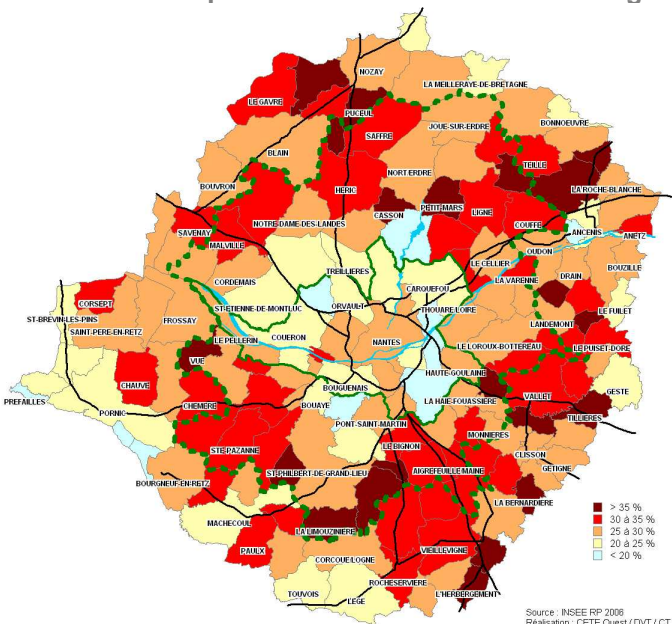 NOZAY
LA MEILLERAYE-DE-BRETAGNE
LE GAVRE
PUCEUL
SAFFRE
JOUE-SUR-ERDRE
BONNOEUVRE
BLAIN
TEILLE
NORT-ERDRE
BOUVRON
HERIC
LA ROCHE-BLANCHE
PETIT-MARS
LIGNE
CASSON
NOTRE-DAME-DES-LANDES
COUFFE
SAVENAY
ANCENIS
ANETZ
MALVILLE
OUDON
LE CELLIER
BOUZILLE
TREILLIERES
DRAIN
LA VARENNE
CORDEMAIS
CARQUEFOU
CORSEPT
ORVAULT
ST-ETIENNE-DE-MONTLUC
THOUARE/LOIRE
LE FUILET
ST-BREVIN-LES-PINS
FROSSAY
LANDEMONT
SAINT-PERE-EN-RETZ
COUERON
LE PELLERIN
NANTES
LE LOROUX-BOTTEREAU
LE PUISET-DORE
VUE
HAUTE-GOULAINE
CHAUVE
BOUGUENAIS
GESTE
PREFAILLES
LA HAIE-FOUASSIERE
VALLET
CHEMERE
BOUAYE
PORNIC
TILLIERES
PONT-SAINT-MARTIN
MONNIERES
LE BIGNON
STE-PAZANNE
CLISSON
GETIGNE
ST-PHILBERT-DE-GRAND-LIEU
AIGREFEUILLE/MAINE
BOURGNEUF-EN-RETZ
LA BERNARDIERE
MACHECOUL
LA LIMOUZINIERE
PAULX
VIEILLEVIGNE
CORCOUE/LOGNE
ROCHESERVIERE
TOUVOIS
LEGE
L'HERBERGEMENT
> 35 %
30 à 35 %
25 à 30 %
20 à 25 %
< 20 %
Source : INSEE RP 2008
Réalisation : CETE Ouest / DVT / CT